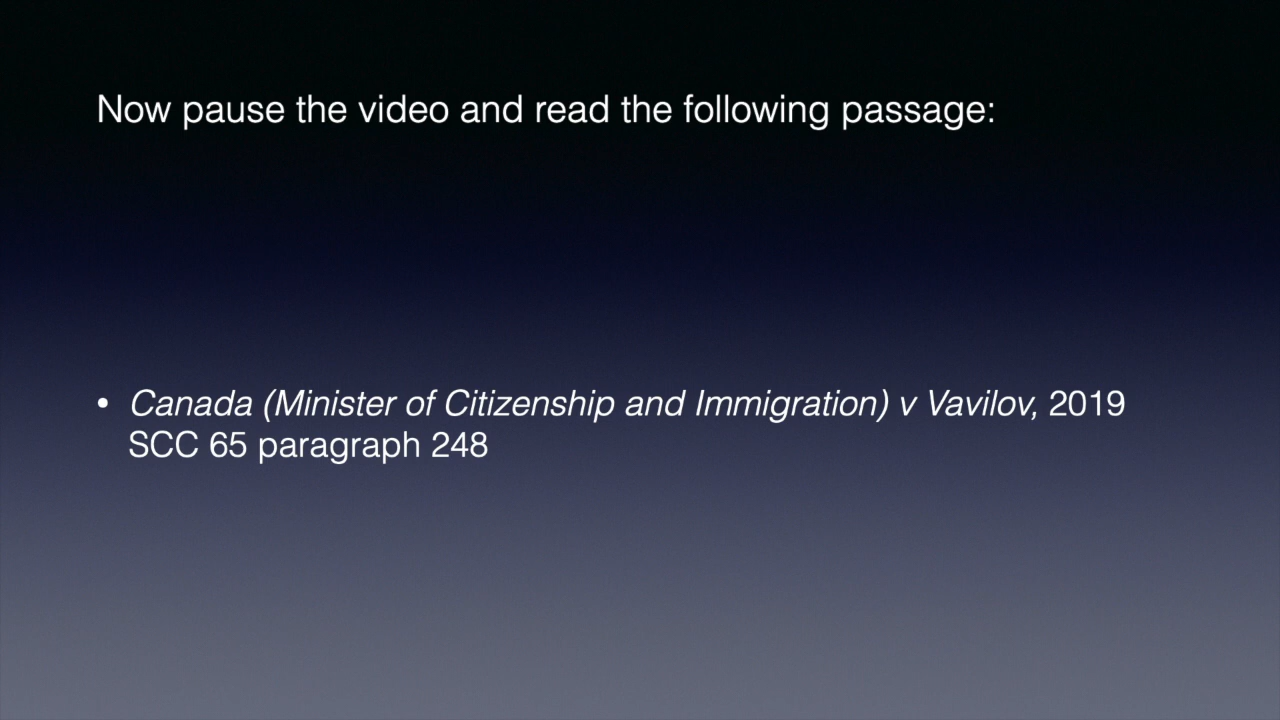 Now pause the video and read the following passage:
• Canada (Minister of Citizenship and Immigration) v Vavilov, 2019
SCC 65 paragraph 248